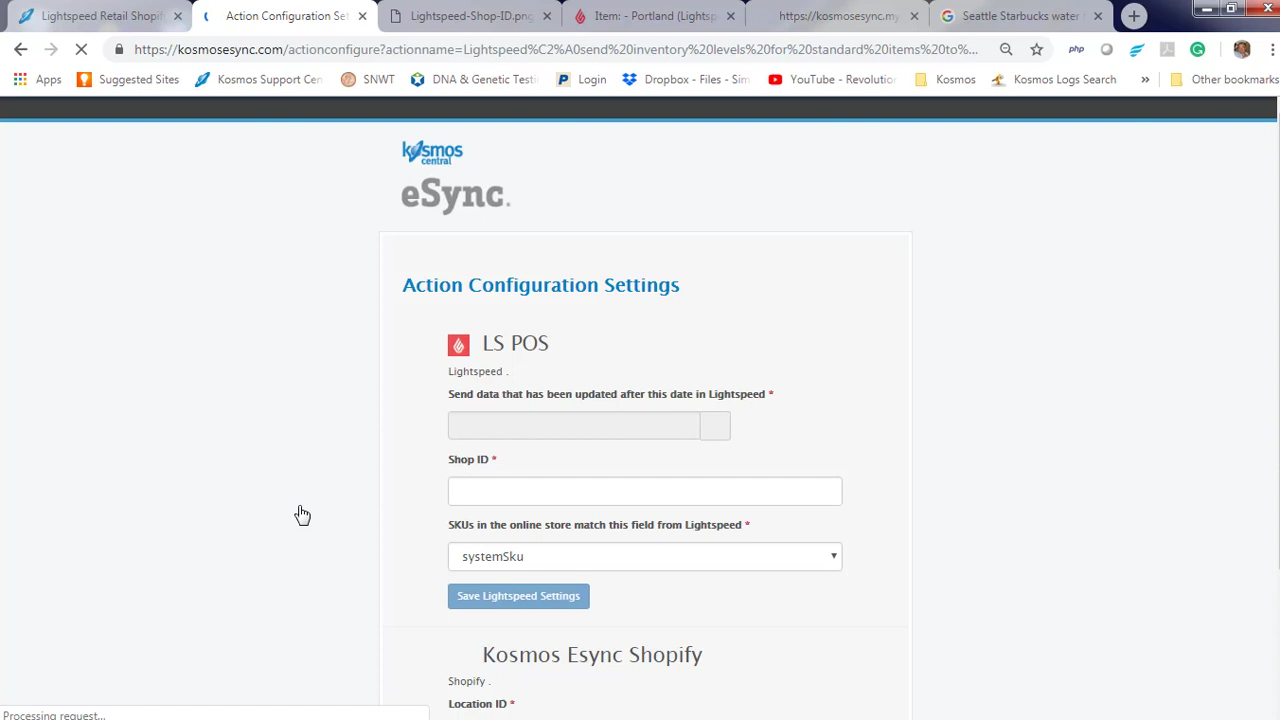 Lightspeed Retail Shopif
Action Configuration Set
Lightspeed-Shop-ID.png
Item: - Portland (Lightsp
https://kosmosesync.my
Seattle Starbucks water
https://kosmosesync.com/actionconfigure?actionname=Lightspeed%C2%A0send%20inventory%20levels%20for%20standard%20items%20to%...
php
Apps
Suggested Sites
Kosmos Support Cen
SNWT
DNA & Genetic Testi
Login
Dropbox - Files - Sim
YouTube - Revolutio
Kosmos
Kosmos Logs Search
»
Other bookmarks
kosmos
central
eSync.
Action Configuration Settings
LS POS
Lightspeed .
Send data that has been updated after this date in Lightspeed *
Shop ID *
SKUs in the online store match this field from Lightspeed *
systemSku
Save Lightspeed Settings
Kosmos Esync Shopify
Shopify .
Location ID *
Processing request...